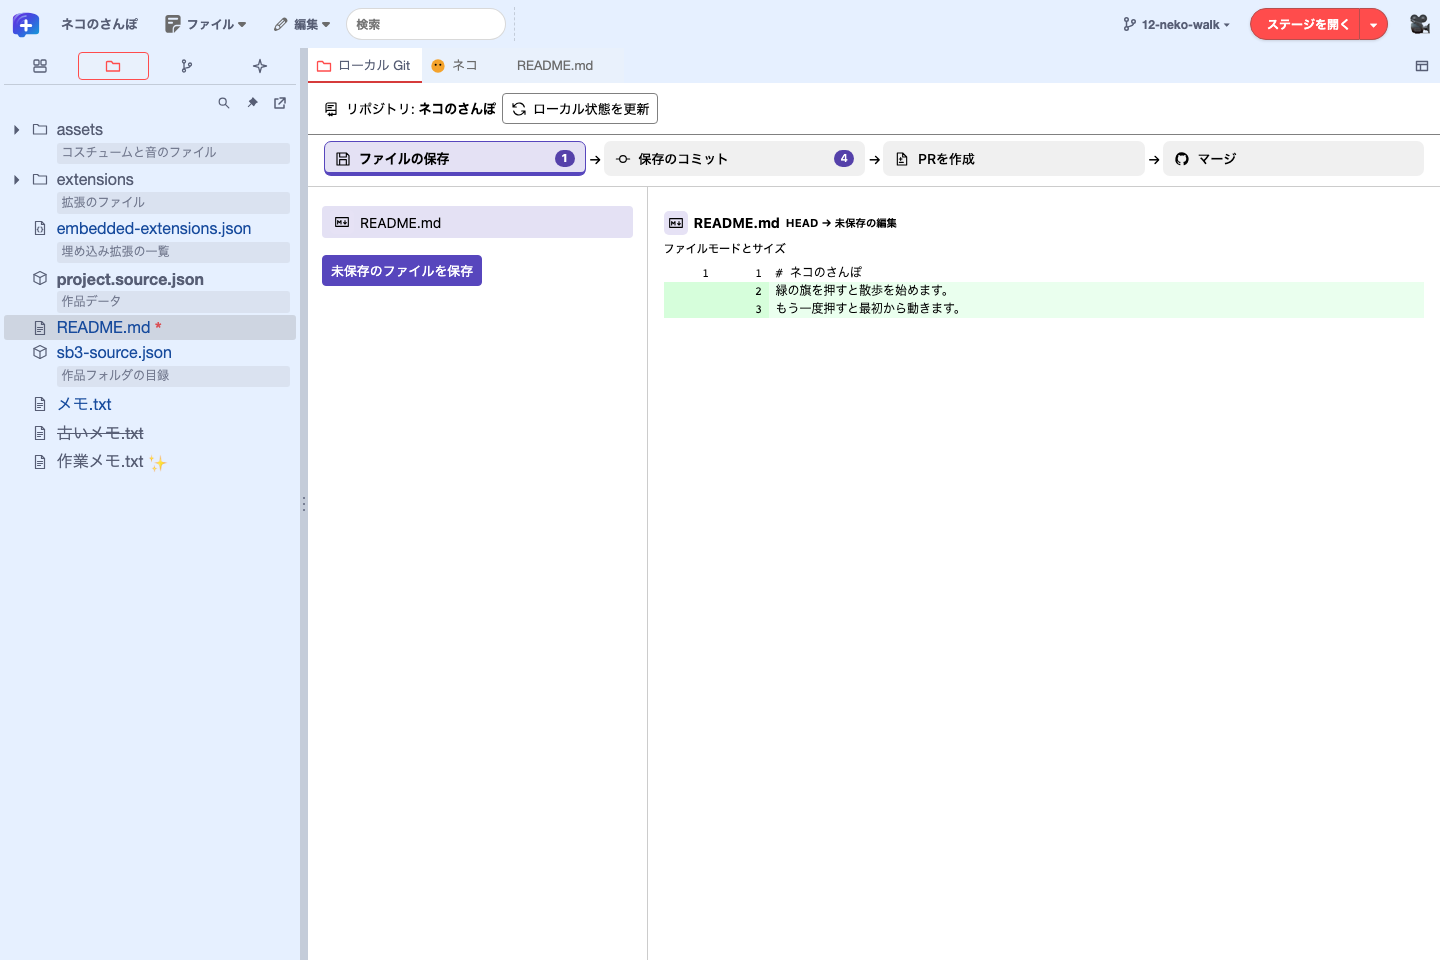 ネコのさんぽ
ファイル
編集
検索
12-neko-walk
ステージを開く
ローカル Git
ネコ
README.md
リポジトリ: ネコのさんぽ
ローカル状態を更新
ファイルの保存 1
保存のコミット 4
PRを作成
マージ
assets
コスチュームと音のファイル
extensions
拡張のファイル
embedded-extensions.json
埋め込み拡張の一覧
project.source.json
作品データ
README.md *
sb3-source.json
作品フォルダの目録
メモ.txt
古いメモ.txt
作業メモ.txt
README.md
未保存のファイルを保存
README.md HEAD → 未保存の編集
ファイルモードとサイズ
1 1 # ネコのさんぽ
2 緑の旗を押すと散歩を始めます。
3 もう一度押すと最初から動きます。